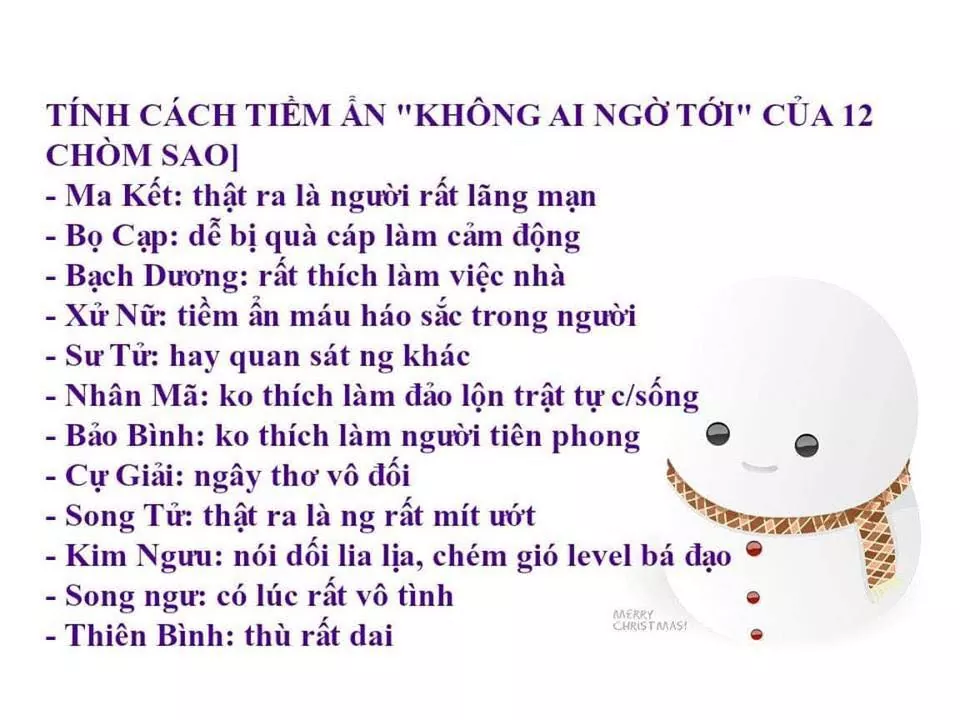 TÍNH CÁCH TIỀM ẨN "KHÔNG AI NGỜ TỚI" CỦA 12
CHÒM SAO]
- Ma Kết: thật ra là người rất lãng mạn
- Bọ Cạp: dễ bị quà cáp làm cảm động
- Bạch Dương: rất thích làm việc nhà
- Xử Nữ: tiềm ẩn máu háo sắc trong người
- Sư Tử: hay quan sát ng khác
- Nhân Mã: ko thích làm đảo lộn trật tự c/sống
- Bảo Bình: ko thích làm người tiên phong
- Cự Giải: ngây thơ vô đối
- Song Tử: thật ra là ng rất mít ướt
- Kim Ngưu: nói dối lia lịa, chém gió level bá đạo
- Song ngư: có lúc rất vô tình
- Thiên Bình: thù rất dai
MERRY
CHRISTMAS!